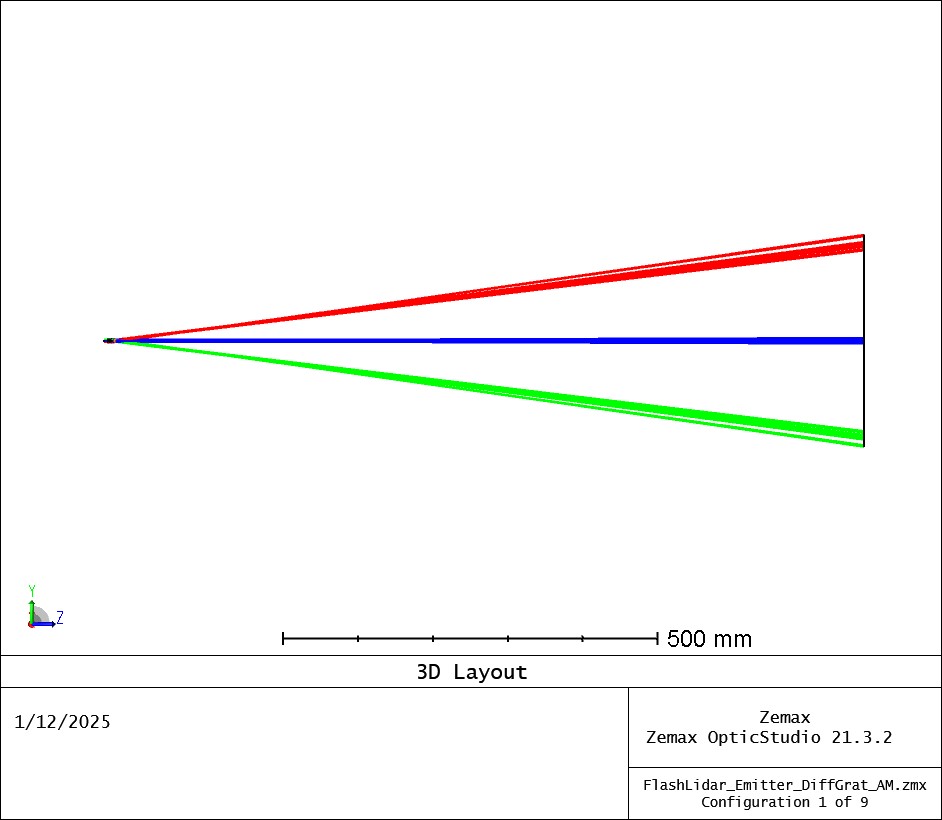 Y
Z
500 mm
3D Layout
1/12/2025
Zemax
Zemax OpticStudio 21.3.2
FlashLidar_Emitter_DiffGrat_AM.zmx
Configuration 1 of 9